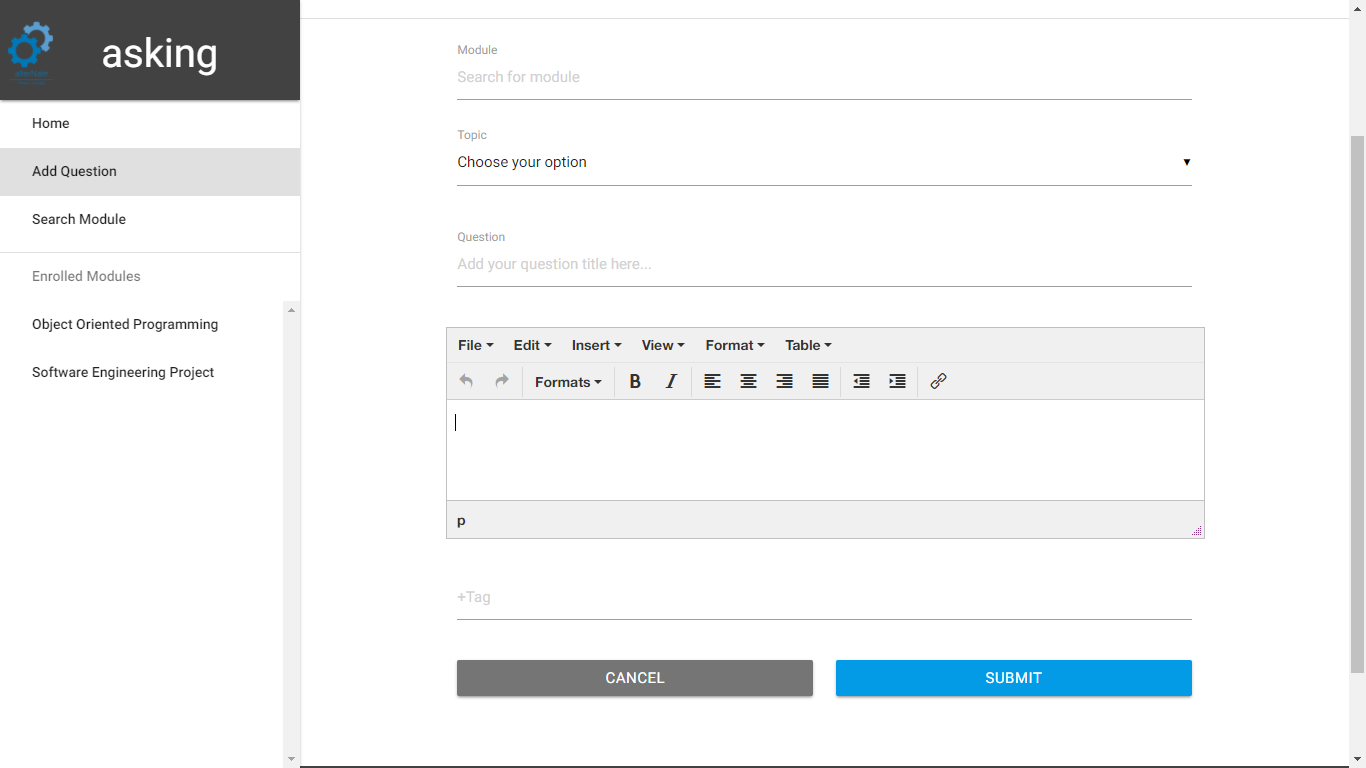 asking
Home
Add Question
Search Module
Enrolled Modules
Object Oriented Programming
Software Engineering Project
Module
Search for module
Topic
Choose your option
Question
Add your question title here...
File Edit Insert View Format Table
Formats B I
p
+Tag
CANCEL SUBMIT